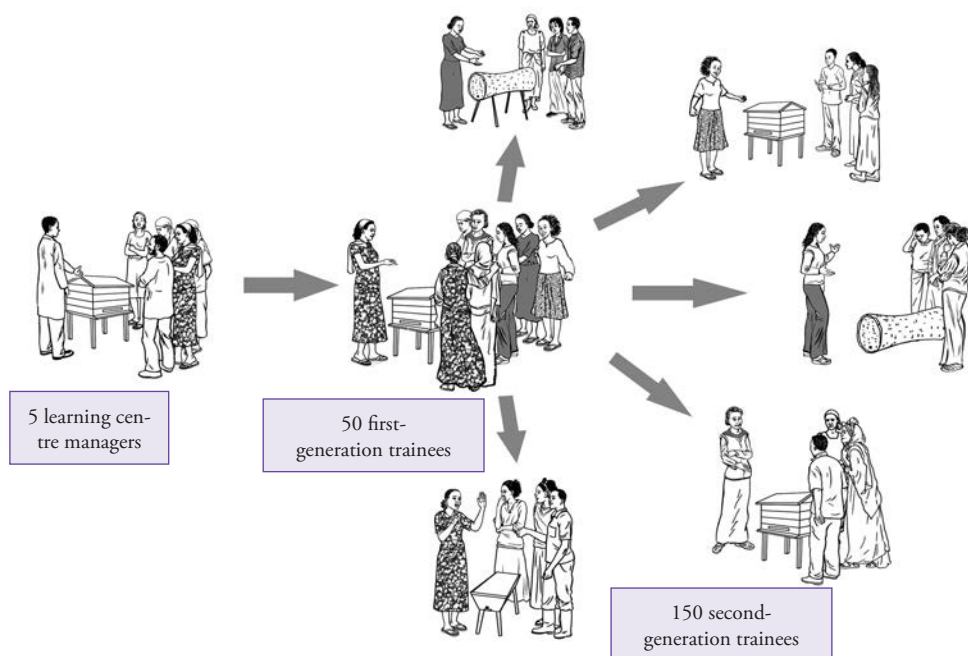 5 learning cen-
tre managers
50 first-
generation trainees
150 second-
generation trainees